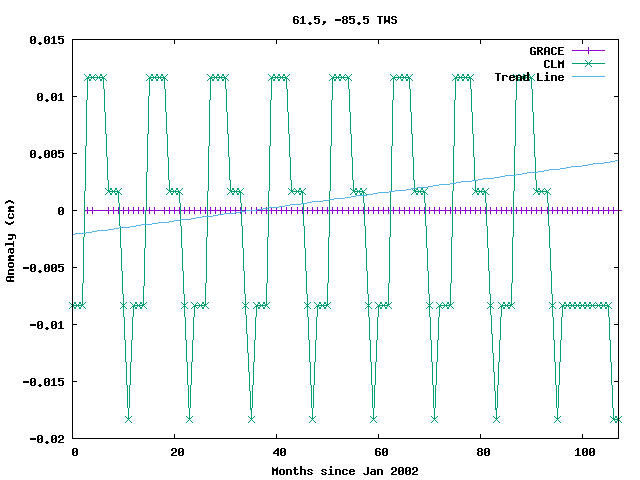 61.5, -85.5 TWS
0.015
GRACE
CLM
Trend Line
0.01
0.005
0
-0.005
-0.01
-0.015
-0.02
Anomaly (cm)
0 20 40 60 80 100
Months since Jan 2002